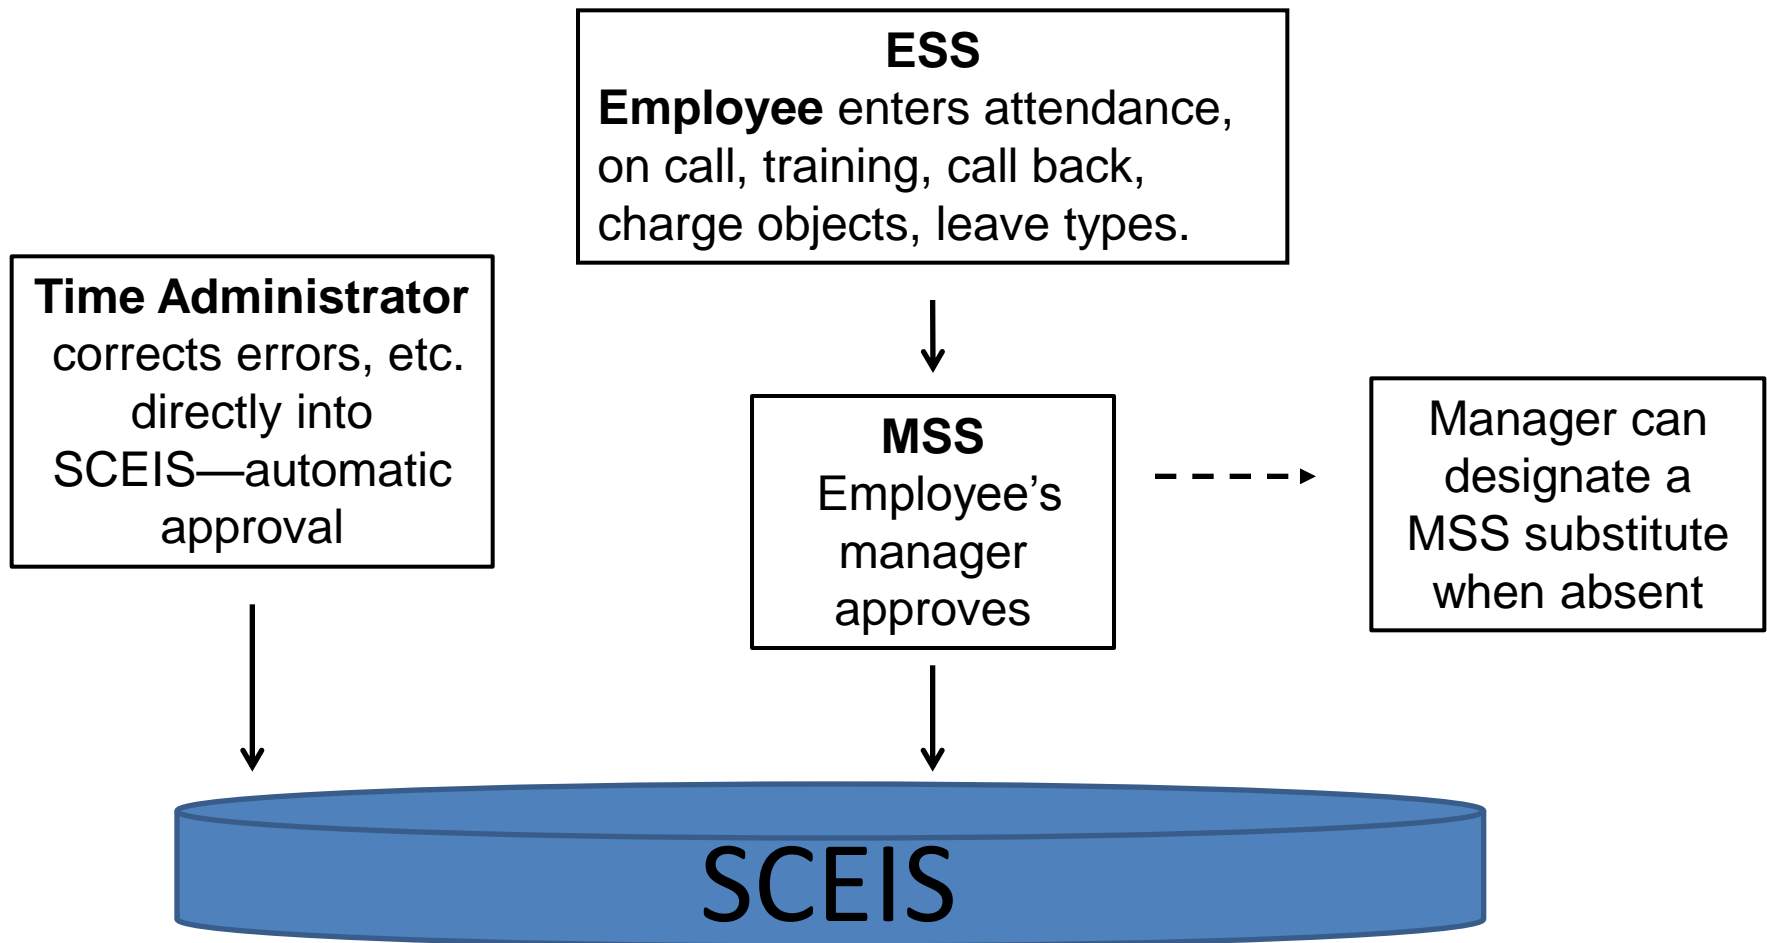 ESS
Employee enters attendance,
on call, training, call back,
charge objects, leave types.
Time Administrator
corrects errors, etc.
directly into
SCEIS—automatic
approval
MSS
Employee’s
manager
approves
Manager can
designate a
MSS substitute
when absent
SCEIS